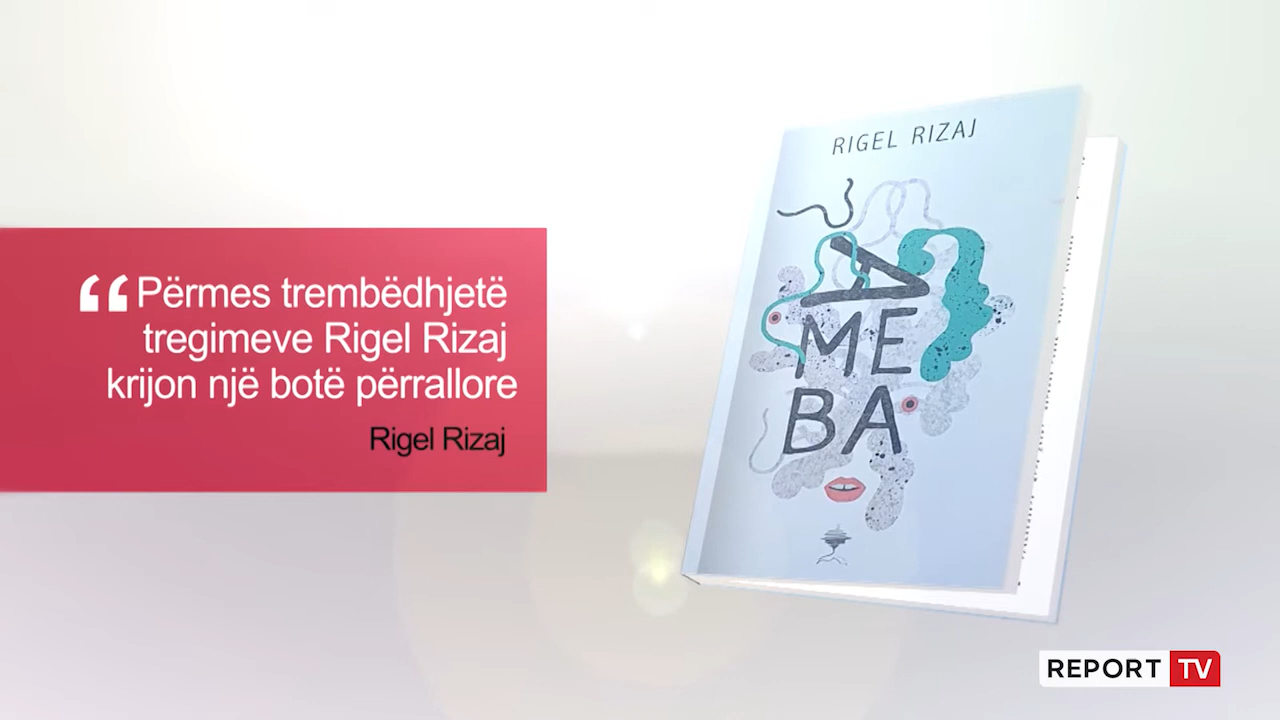 “Përmes trembëdhjetë
tregimeve Rigel Rizaj
krijon një botë përrallore
Rigel Rizaj
RIGEL RIZAJ
A
ME
BA
REPORT TV